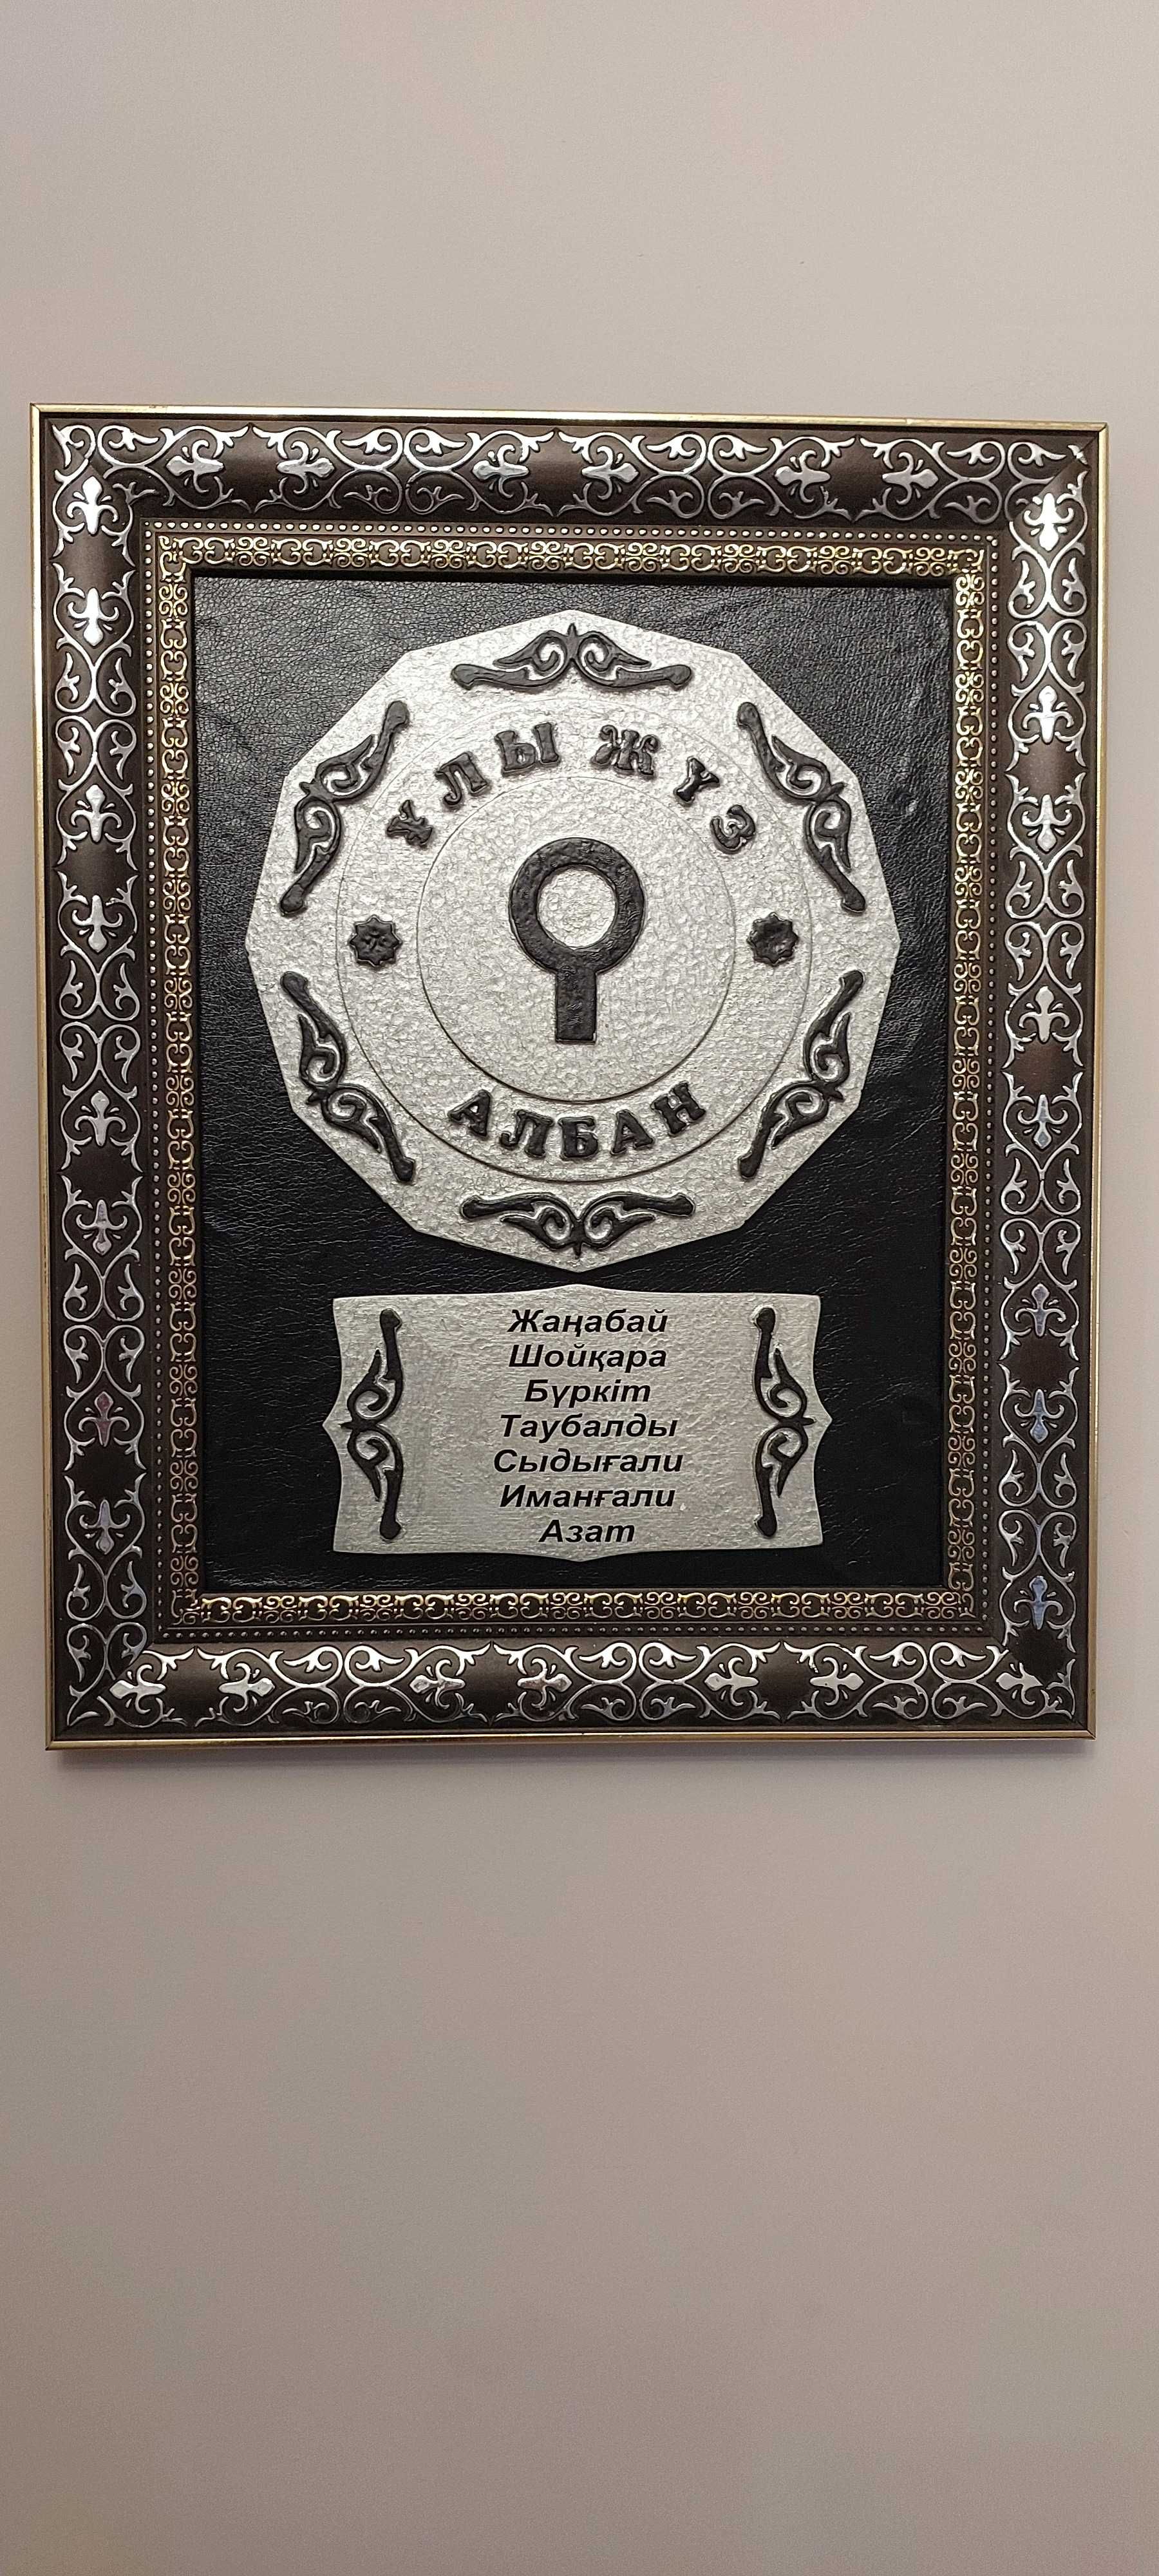 ҰЛЫ ЖҮЗ
АЛБАН
Жаңабай
Шойқара
Бүркіт
Таубалды
Сыдығали
Иманғали
Азат